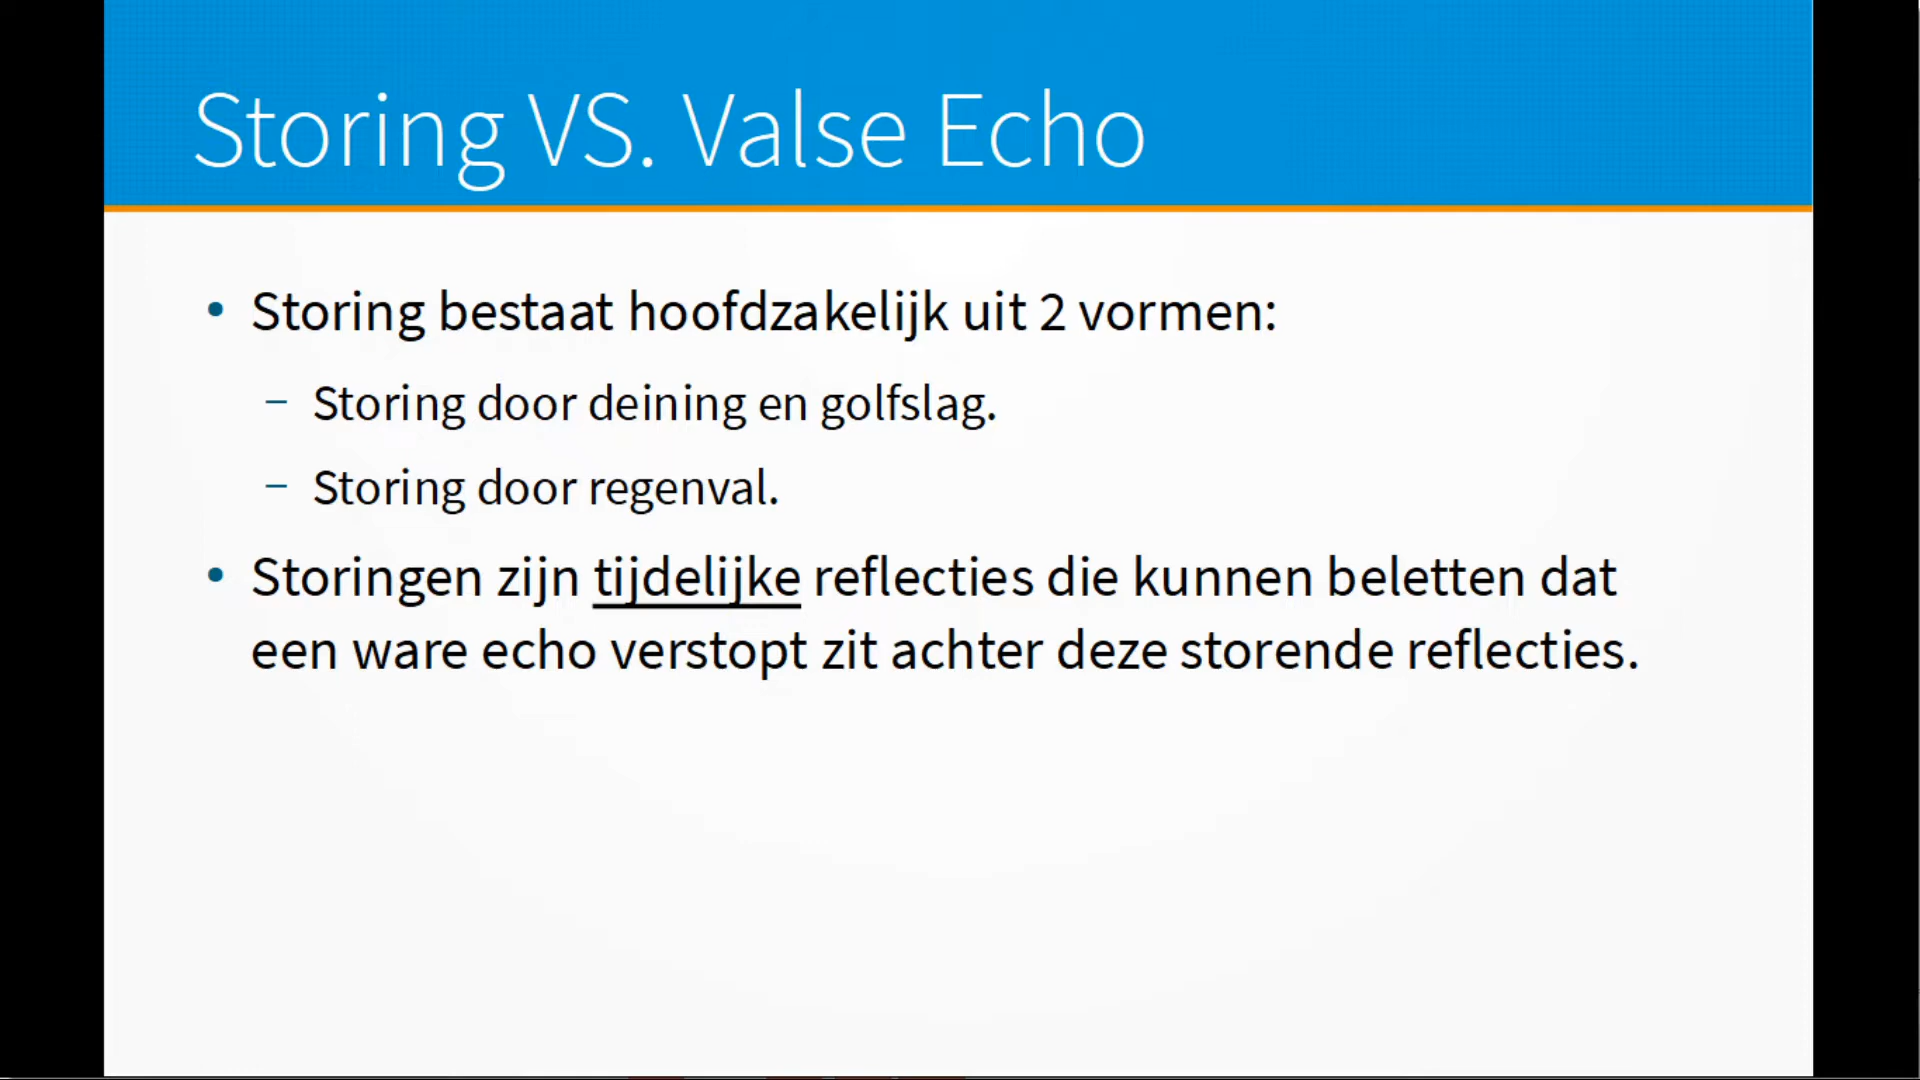 Storing VS. Valse Echo
• Storing bestaat hoofdzakelijk uit 2 vormen:
– Storing door deining en golfslag.
– Storing door regenval.
• Storingen zijn tijdelijke reflecties die kunnen beletten dat
een ware echo verstopt zit achter deze storende reflecties.